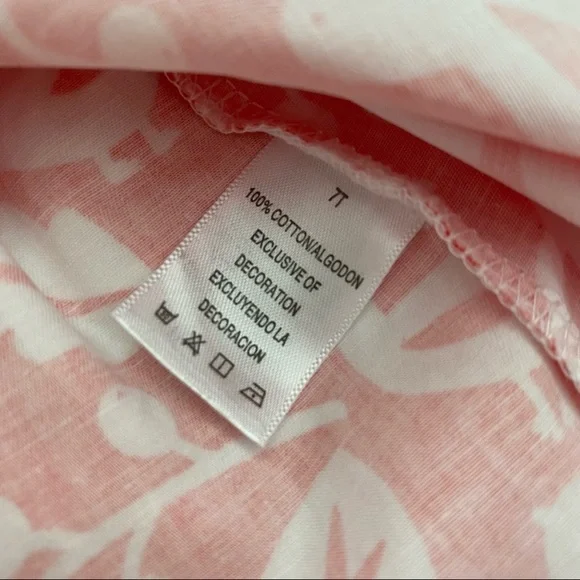 7T
100% COTTON/ALGODON
EXCLUSIVE OF
DECORATION
EXCLUYENDO LA
DECORACION